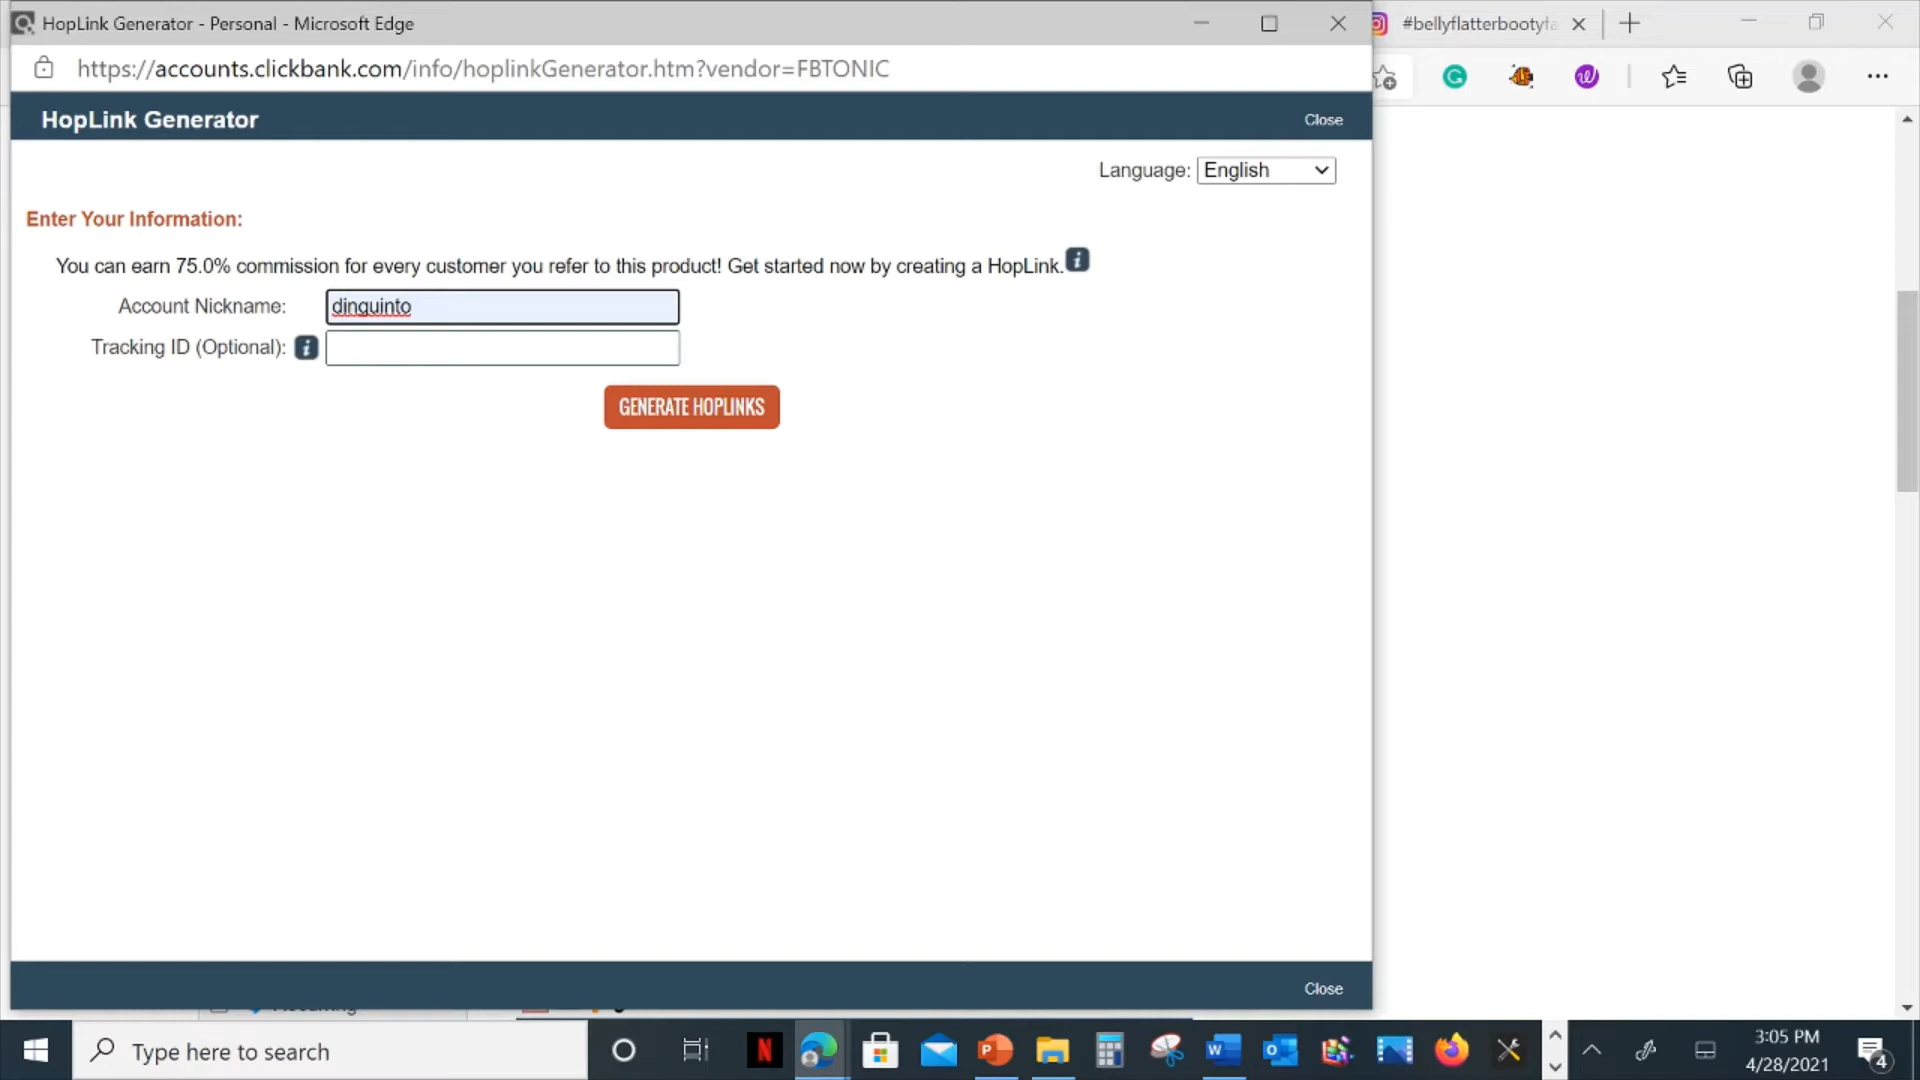 HopLink Generator - Personal - Microsoft Edge
#bellyflatterbootyfa
https://accounts.clickbank.com/info/hoplinkGenerator.htm?vendor=FBTONIC
HopLink Generator
Close
Language: English
Enter Your Information:
You can earn 75.0% commission for every customer you refer to this product! Get started now by creating a HopLink.
Account Nickname: dinguinto
Tracking ID (Optional):
GENERATE HOPLINKS
Close
Type here to search
3:05 PM
4/28/2021
4